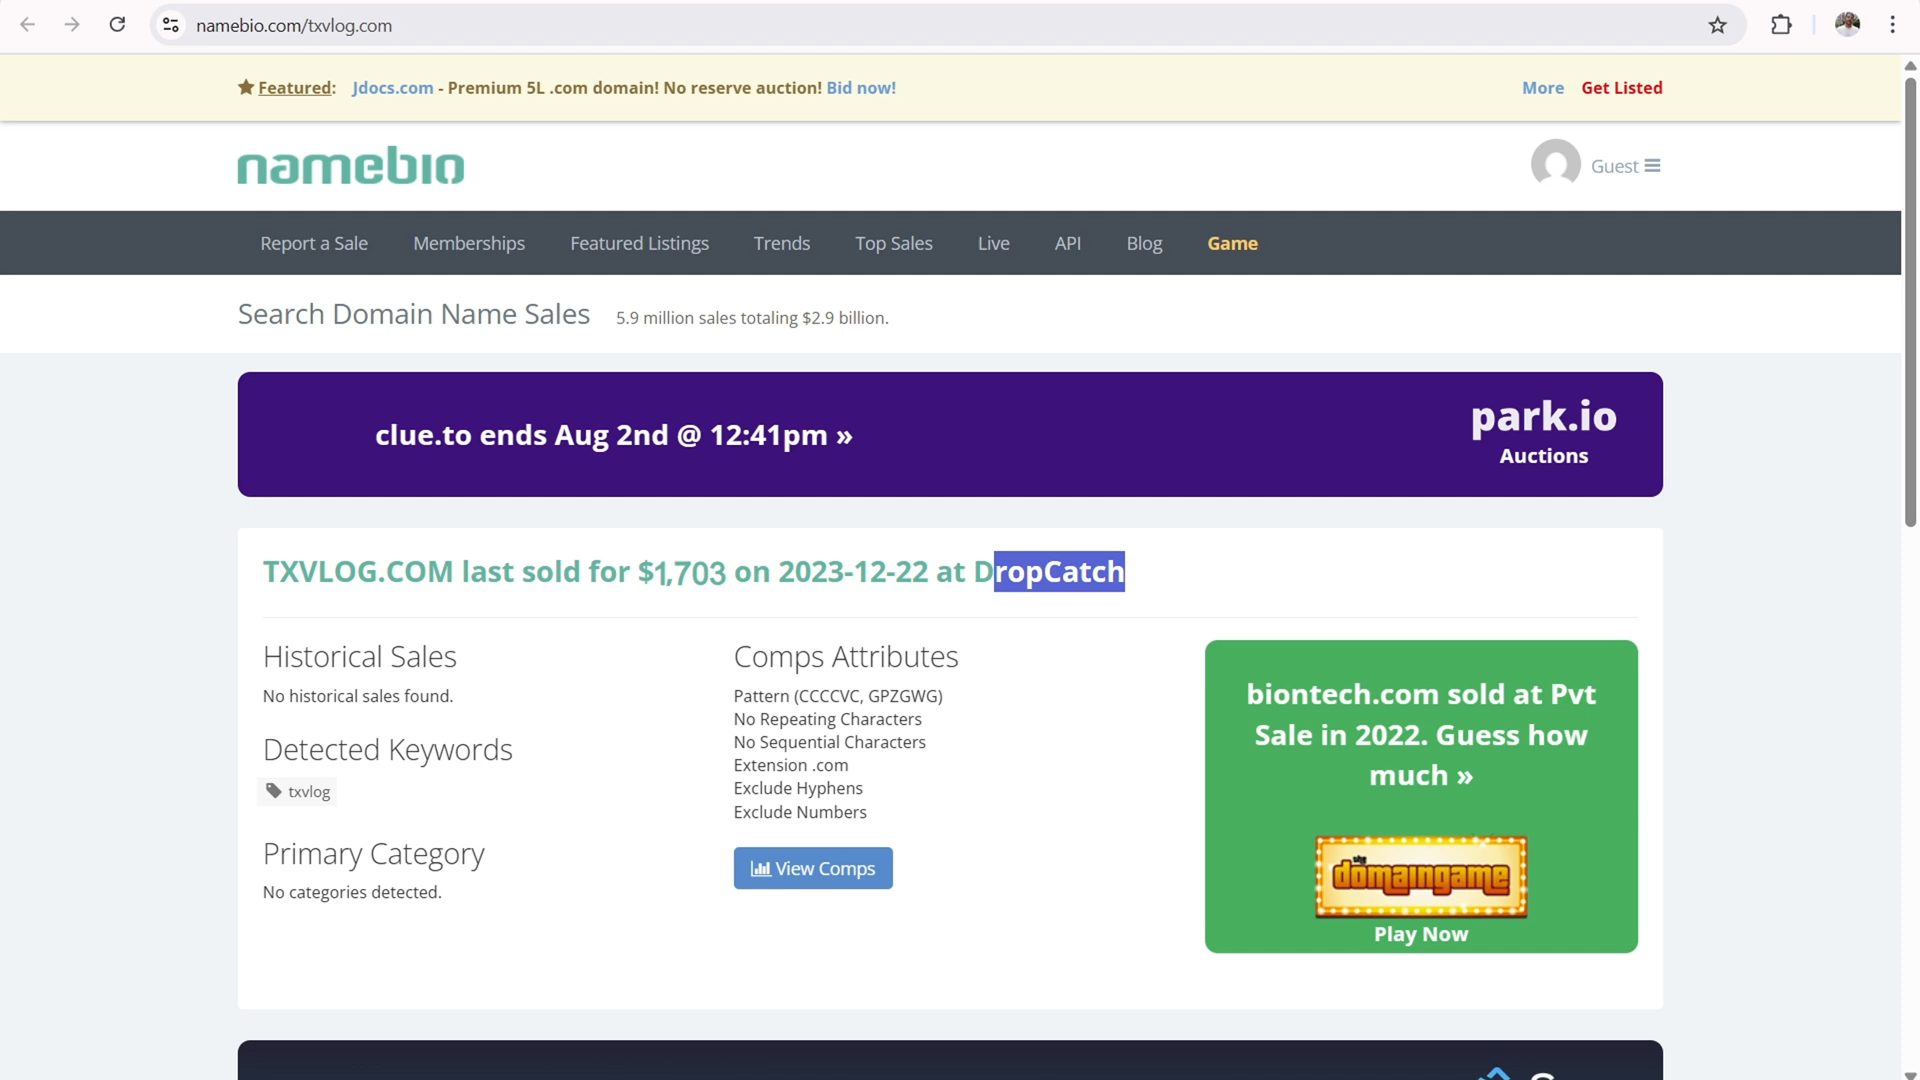 namebio.com/txvlog.com
Featured: Jdocs.com - Premium 5L .com domain! No reserve auction! Bid now!
More Get Listed
namebio
Guest
Report a Sale Memberships Featured Listings Trends Top Sales Live API Blog Game
Search Domain Name Sales 5.9 million sales totaling $2.9 billion.
clue.to ends Aug 2nd @ 12:41pm »
park.io
Auctions
TXVLOG.COM last sold for $1,703 on 2023-12-22 at DropCatch
Historical Sales
No historical sales found.
Detected Keywords
txvlog
Primary Category
No categories detected.
Comps Attributes
Pattern (CCCCVC, GPZGWG)
No Repeating Characters
No Sequential Characters
Extension .com
Exclude Hyphens
Exclude Numbers
View Comps
biontech.com sold at Pvt
Sale in 2022. Guess how
much »
the
domaingame
Play Now